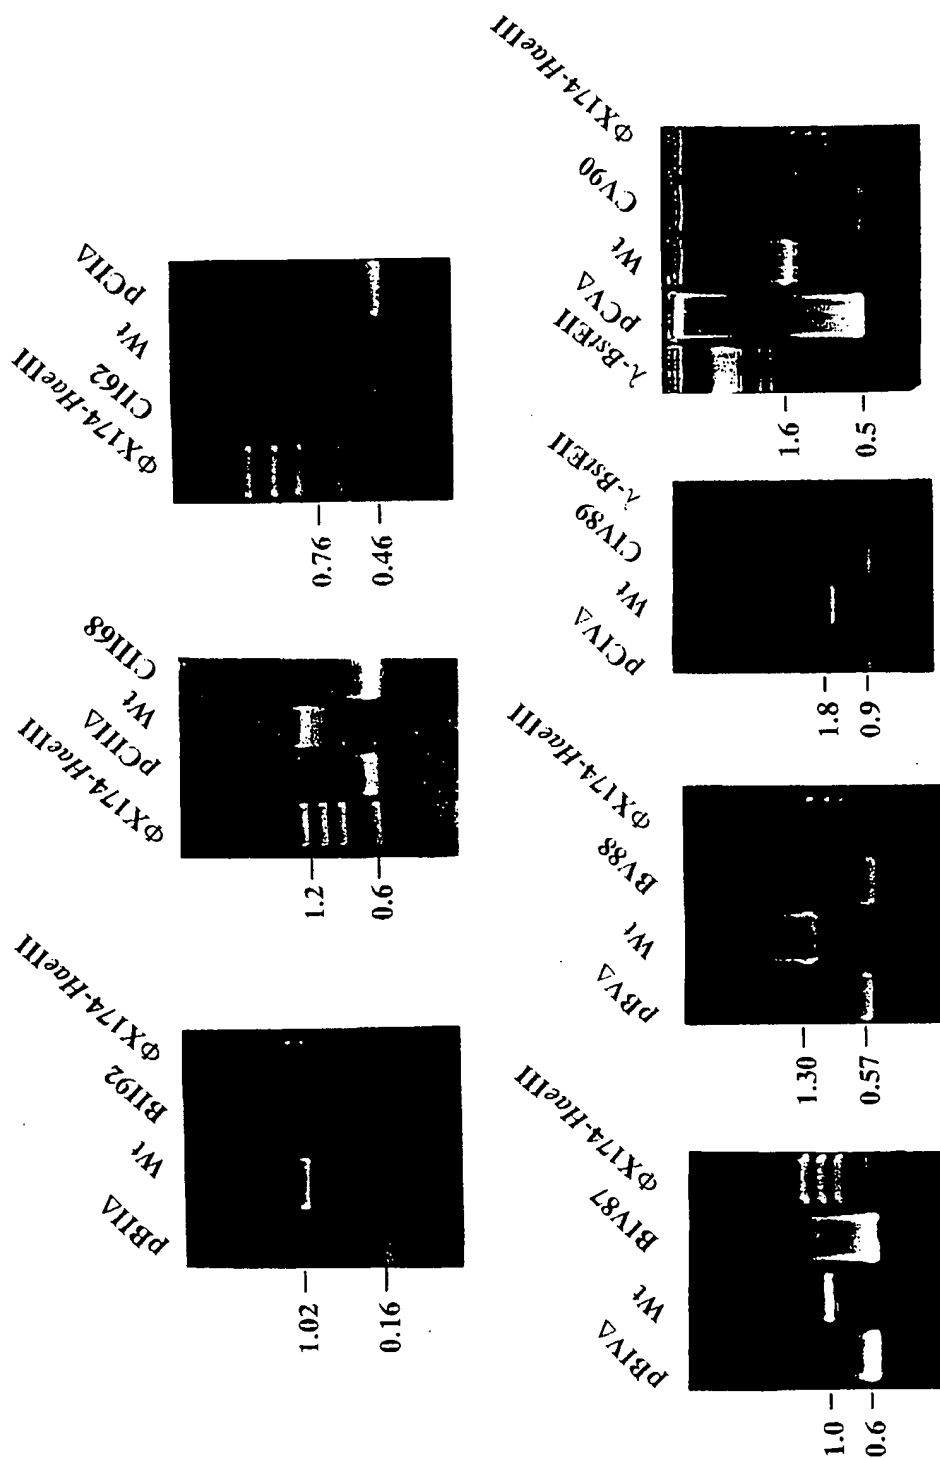 pBIIΔ
Wt
BII92
ΦX174-HaeIII
1.02 –
0.16 –
ΦX174-HaeIII
pCIIIΔ
Wt
CIII68
1.2 –
0.6 –
ΦX174-HaeIII
CII62
Wt
pCIIΔ
0.76 –
0.46 –
pBIVΔ
Wt
BIV87
ΦX174-HaeIII
1.0 –
0.6 –
pBVΔ
Wt
BV88
ΦX174-HaeIII
1.30 –
0.57 –
pCIVΔ
Wt
CIV89
λ-BstEII
1.8 –
0.9 –
λ-BstEII
pCVΔ
Wt
CV90
ΦX174-HaeIII
1.6 –
0.5 –